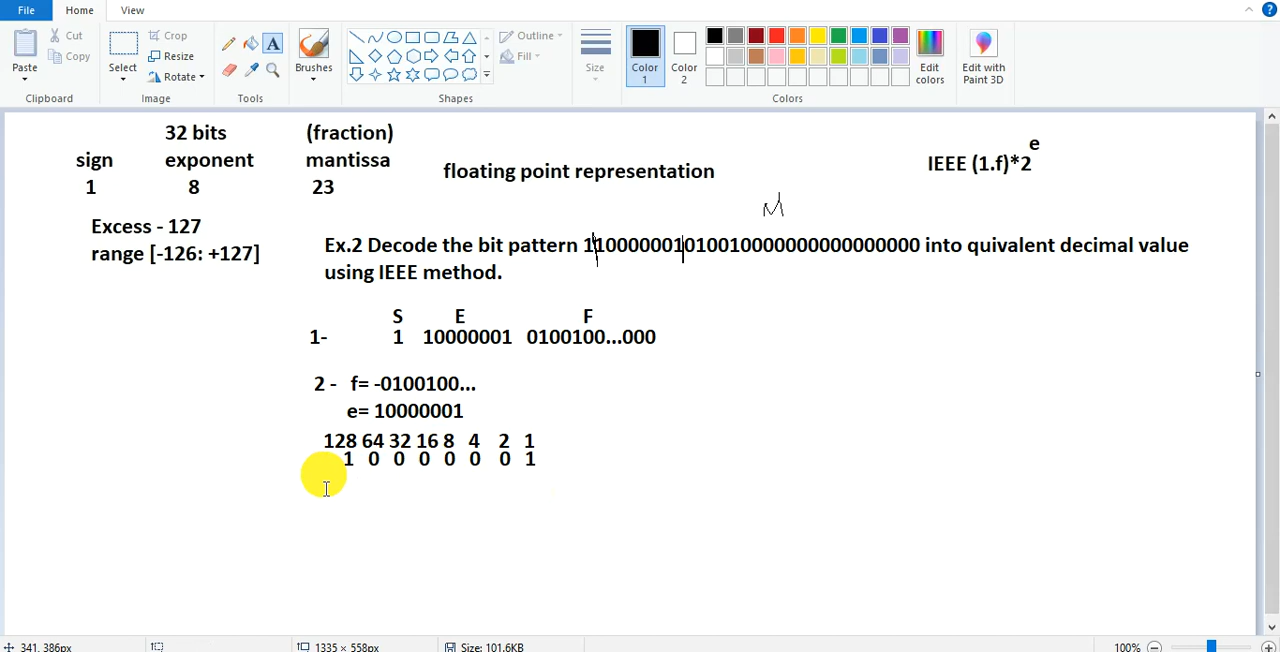 File Home View
Paste
Cut
Copy
Clipboard
Select
Crop
Resize
Rotate
Image
Tools
Brushes
Outline
Fill
Shapes
Size
Color 1
Color 2
Edit colors
Colors
Edit with Paint 3D
32 bits (fraction)
sign exponent mantissa
1 8 23
floating point representation
IEEE (1.f)*2
e
Excess - 127
range [-126: +127]
M
Ex.2 Decode the bit pattern 11000000101001000000000000000000 into quivalent decimal value
using IEEE method.
S E F
1- 1 10000001 0100100...000
2 - f= -0100100...
e= 10000001
128 64 32 16 8 4 2 1
1 0 0 0 0 0 0 1
341, 386px
1335 × 558px
Size: 101.6KB
100%